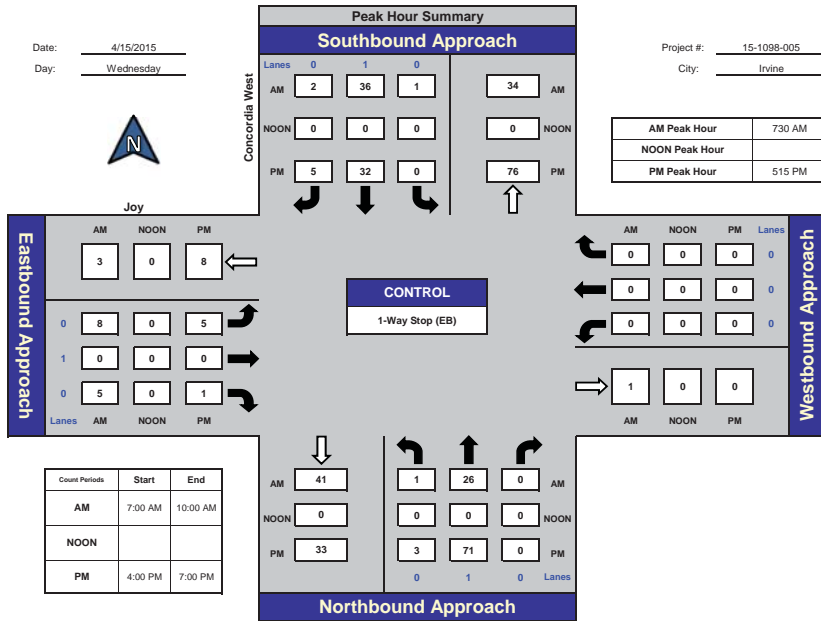 Peak Hour Summary
Southbound Approach
Date: 4/15/2015
Day: Wednesday
Project #: 15-1098-005
City: Irvine
N
Concordia West
Lanes 0 1 0
AM 2 36 1 34 AM
NOON 0 0 0 0 NOON
PM 5 32 0 76 PM
AM Peak Hour 730 AM
NOON Peak Hour
PM Peak Hour 515 PM
Joy
Eastbound Approach
AM NOON PM
3 0 8
0 8 0 5
1 0 0 0
0 5 0 1
Lanes AM NOON PM
CONTROL
1-Way Stop (EB)
AM NOON PM Lanes
0 0 0 0
0 0 0 0
0 0 0 0
1 0 0
AM NOON PM
Westbound Approach
Count Periods Start End
AM 7:00 AM 10:00 AM
NOON
PM 4:00 PM 7:00 PM
AM 41 1 26 0 AM
NOON 0 0 0 0 NOON
PM 33 3 71 0 PM
0 1 0 Lanes
Northbound Approach